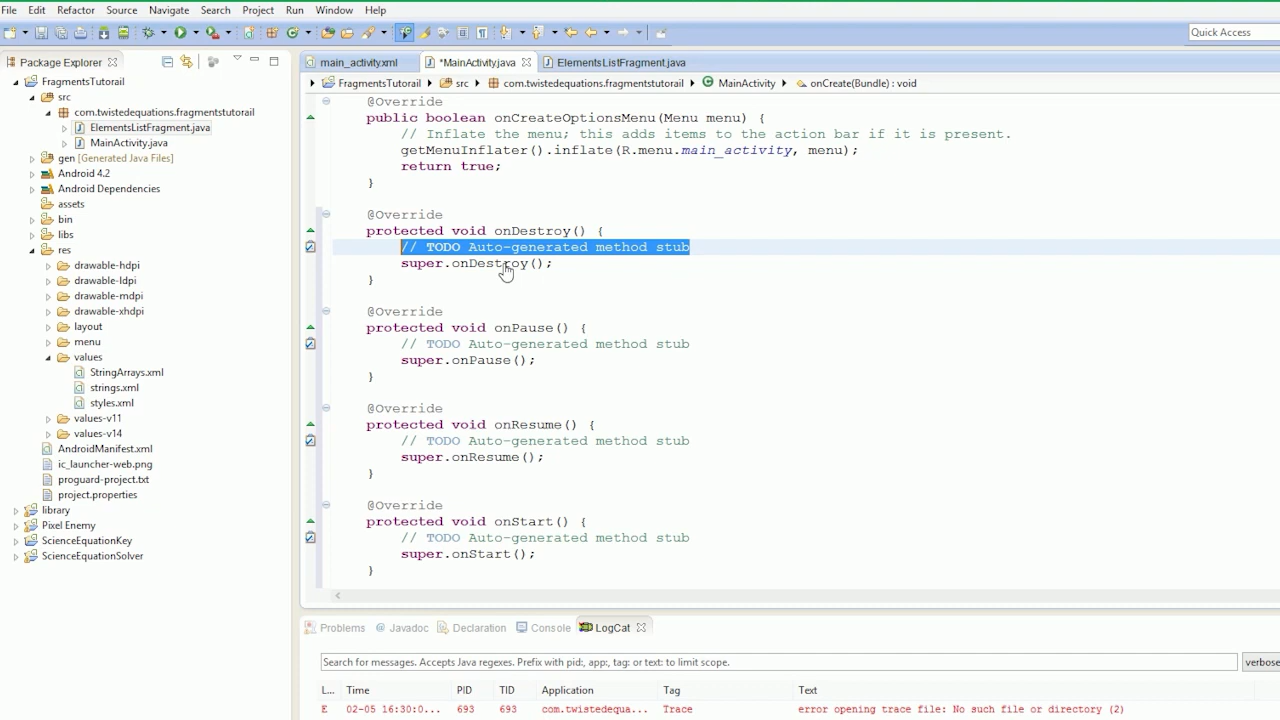 File Edit Refactor Source Navigate Search Project Run Window Help
Quick Access
Package Explorer
main_activity.xml *MainActivity.java ElementsListFragment.java
FragmentsTutorail src com.twistedequations.fragmentstutorail MainActivity onCreate(Bundle) : void
FragmentsTutorail
src
com.twistedequations.fragmentstutorail
ElementsListFragment.java
MainActivity.java
gen [Generated Java Files]
Android 4.2
Android Dependencies
assets
bin
libs
res
drawable-hdpi
drawable-ldpi
drawable-mdpi
drawable-xhdpi
layout
menu
values
StringArrays.xml
strings.xml
styles.xml
values-v11
values-v14
AndroidManifest.xml
ic_launcher-web.png
proguard-project.txt
project.properties
library
Pixel Enemy
ScienceEquationKey
ScienceEquationSolver
@Override
public boolean onCreateOptionsMenu(Menu menu) {
// Inflate the menu; this adds items to the action bar if it is present.
getMenuInflater().inflate(R.menu.main_activity, menu);
return true;
}
@Override
protected void onDestroy() {
// TODO Auto-generated method stub
super.onDestroy();
}
@Override
protected void onPause() {
// TODO Auto-generated method stub
super.onPause();
}
@Override
protected void onResume() {
// TODO Auto-generated method stub
super.onResume();
}
@Override
protected void onStart() {
// TODO Auto-generated method stub
super.onStart();
}
Problems @ Javadoc Declaration Console LogCat
Search for messages. Accepts Java regexes. Prefix with pid:, app:, tag: or text: to limit scope.
verbose
L... Time PID TID Application Tag Text
E 02-05 16:30:0... 693 693 com.twistedequa... Trace error opening trace file: No such file or directory (2)